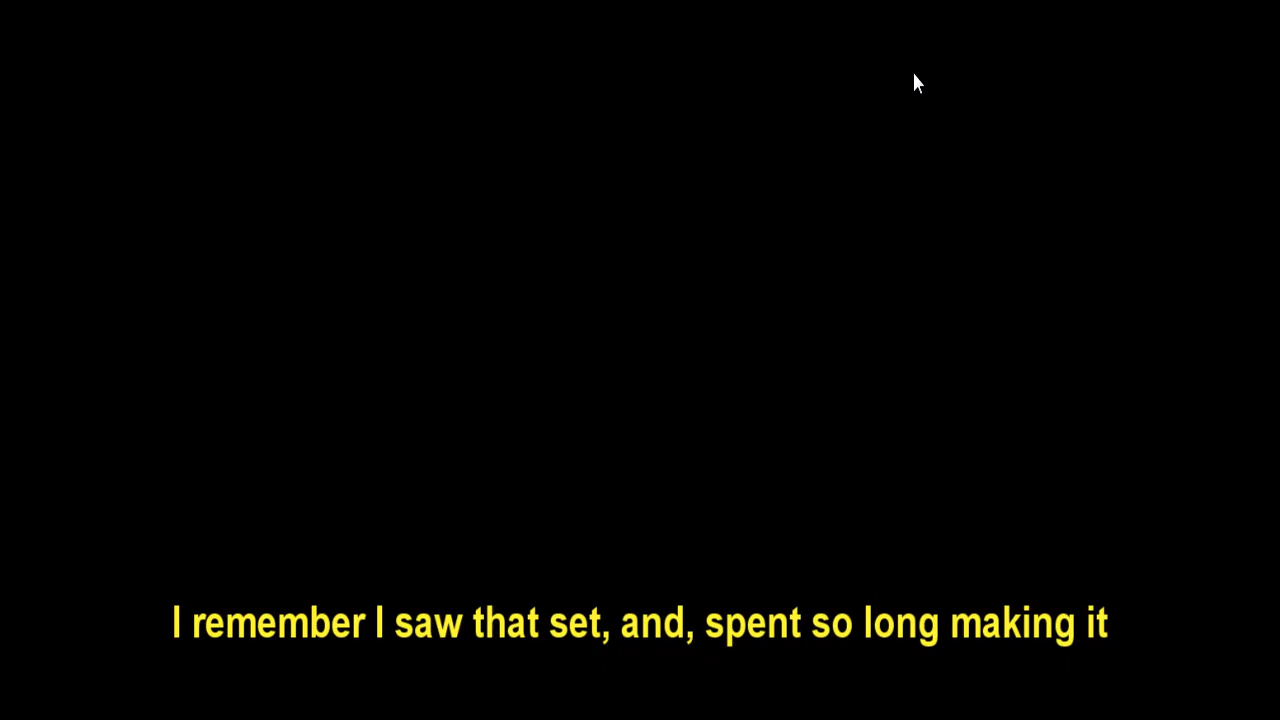 I remember I saw that set, and, spent so long making it